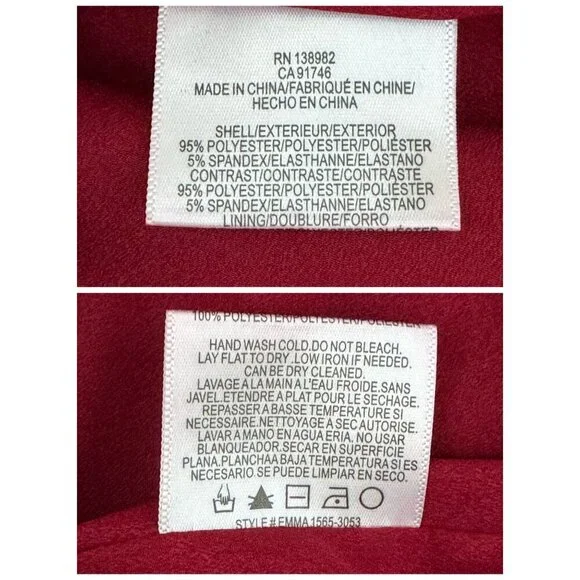 RN 138982
CA 91746
MADE IN CHINA/FABRIQUÉ EN CHINE/
HECHO EN CHINA
SHELL/EXTERIEUR/EXTERIOR
95% POLYESTER/POLYESTER/POLIÉSTER
5% SPANDEX/ELASTHANNE/ELASTANO
CONTRAST/CONTRASTE/CONTRASTE
95% POLYESTER/POLYESTER/POLIÉSTER
5% SPANDEX/ELASTHANNE/ELASTANO
LINING/DOUBLURE/FORRO
100% POLYESTER/POLYESTER/POLIÉSTER
HAND WASH COLD.DO NOT BLEACH.
LAY FLAT TO DRY .LOW IRON IF NEEDED.
CAN BE DRY CLEANED.
LAVAGE A LA MAIN A L'EAU FROIDE.SANS
JAVEL.ETENDRE A PLAT POUR LE SECHAGE.
REPASSER A BASSE TEMPERATURE SI
NECESSAIRE.NETTOYAGE A SEC AUTORISE.
LAVAR A MANO EN AGUA ERIA. NO USAR
BLANQUEADOR. SECAR EN SUPERFICIE
PLANA.PLANCHAA BAJA TEMPERATURA SI ES
NECESARIO SE PUEDE LIMPIAR EN SECO.
STYLE # EMMA 1565-3053